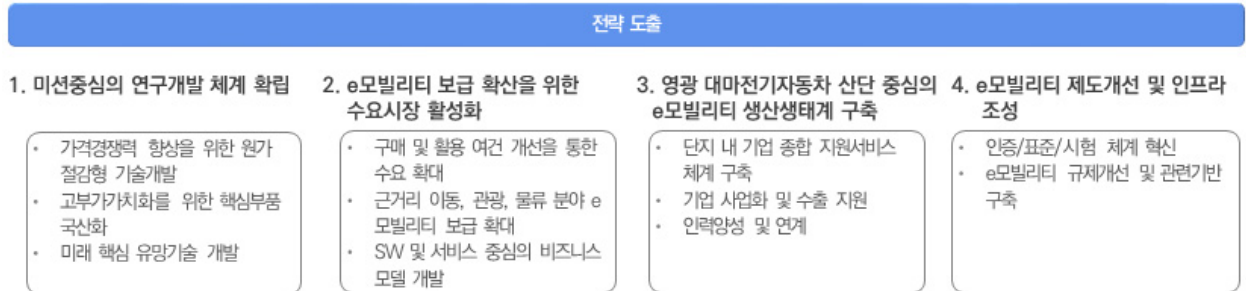 전략 도출
1. 미션중심의 연구개발 체계 확립
· 가격경쟁력 향상을 위한 원가
절감형 기술개발
· 고부가가치화를 위한 핵심부품
국산화
· 미래 핵심 유망기술 개발
2. e모빌리티 보급 확산을 위한
수요시장 활성화
· 구매 및 활용 여건 개선을 통한
수요 확대
· 근거리 이동, 관광, 물류 분야 e
모빌리티 보급 확대
· SW 및 서비스 중심의 비즈니스
모델 개발
3. 영광 대마전기자동차 산단 중심의
e모빌리티 생산생태계 구축
· 단지 내 기업 종합 지원서비스
체계 구축
· 기업 사업화 및 수출 지원
· 인력양성 및 연계
4. e모빌리티 제도개선 및 인프라
조성
· 인증/표준/시험 체계 혁신
· e모빌리티 규제개선 및 관련기반
구축